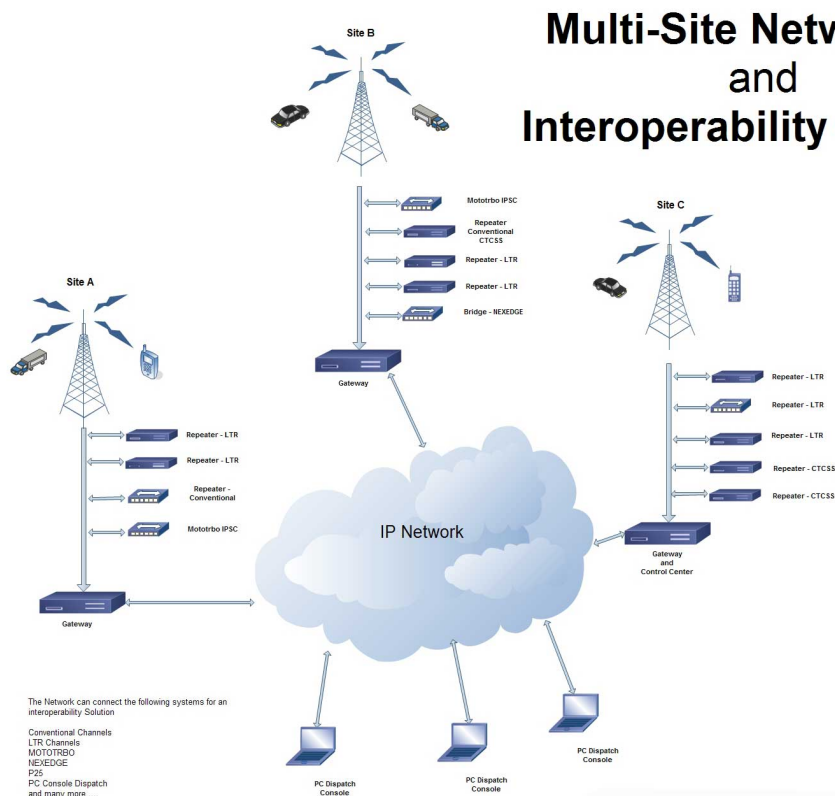 Multi-Site
and
Interoperability
Site B
Mototrbo IPSC
Repeater
Conventional
CTCSS
Repeater - LTR
Repeater - LTR
Bridge - NEXEDGE
Gateway
Site C
Repeater - LTR
Repeater - LTR
Repeater - LTR
Repeater - CTCSS
Repeater - CTCSS
Gateway
and
Control Center
Site A
Repeater - LTR
Repeater - LTR
Repeater -
Conventional
Mototrbo IPSC
Gateway
IP Network
PC Dispatch
Console
PC Dispatch
Console
PC Dispatch
Console
The Network can connect the following systems for an
interoperability Solution
Conventional Channels
LTR Channels
MOTOTRBO
NEXEDGE
P25
PC Console Dispatch
and many more